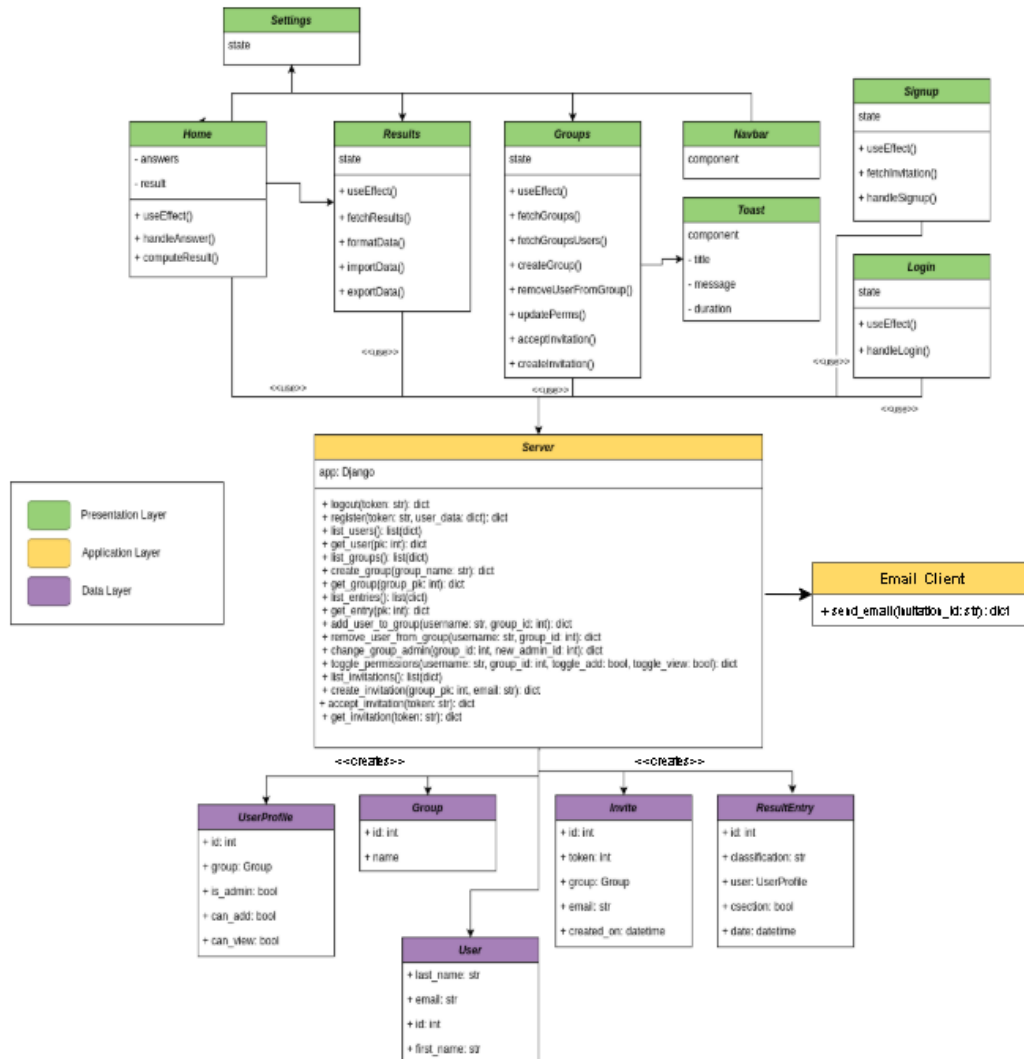 Settings
state
Home
- answers
- result
+ useEffect()
+ handleAnswer()
+ computeResult()
Results
state
+ useEffect()
+ fetchResults()
+ formatData()
+ importData()
+ exportData()
Groups
state
+ useEffect()
+ fetchGroups()
+ fetchGroupsUsers()
+ createGroup()
+ removeUserFromGroup()
+ updatePerms()
+ acceptInvitation()
+ createInvitation()
Navbar
component
Toast
component
- title
- message
- duration
Signup
state
+ useEffect()
+ fetchInvitation()
+ handleSignup()
Login
state
+ useEffect()
+ handleLogin()
<<use>>
<<use>>
<<use>>
<<use>>
<<use>>
Server
app: Django
+ logout(token: str): dict
+ register(token: str, user_data: dict): dict
+ list_users(): list(dict)
+ get_user(pk: int): dict
+ list_groups(): list(dict)
+ create_group(group_name: str): dict
+ get_group(group_pk: int): dict
+ list_entries(): list(dict)
+ get_entry(pk: int): dict
+ add_user_to_group(username: str, group_id: int): dict
+ remove_user_from_group(username: str, group_id: int): dict
+ change_group_admin(group_id: int, new_admin_id: int): dict
+ toggle_permissions(username: str, group_id: int, toggle_add: bool, toggle_view: bool): dict
+ list_invitations(): list(dict)
+ create_invitation(group_pk: int, email: str): dict
+ accept_invitation(token: str): dict
+ get_invitation(token: str): dict
Presentation Layer
Application Layer
Data Layer
Email Client
+ send_email(invitation_id: str): dict
<<creates>>
<<creates>>
UserProfile
+ id: int
+ group: Group
+ is_admin: bool
+ can_add: bool
+ can_view: bool
Group
+ id: int
+ name
Invite
+ id: int
+ token: int
+ group: Group
+ email: str
+ created_on: datetime
ResultEntry
+ id: int
+ classification: str
+ user: UserProfile
+ csection: bool
+ date: datetime
User
+ last_name: str
+ email: str
+ id: int
+ first_name: str